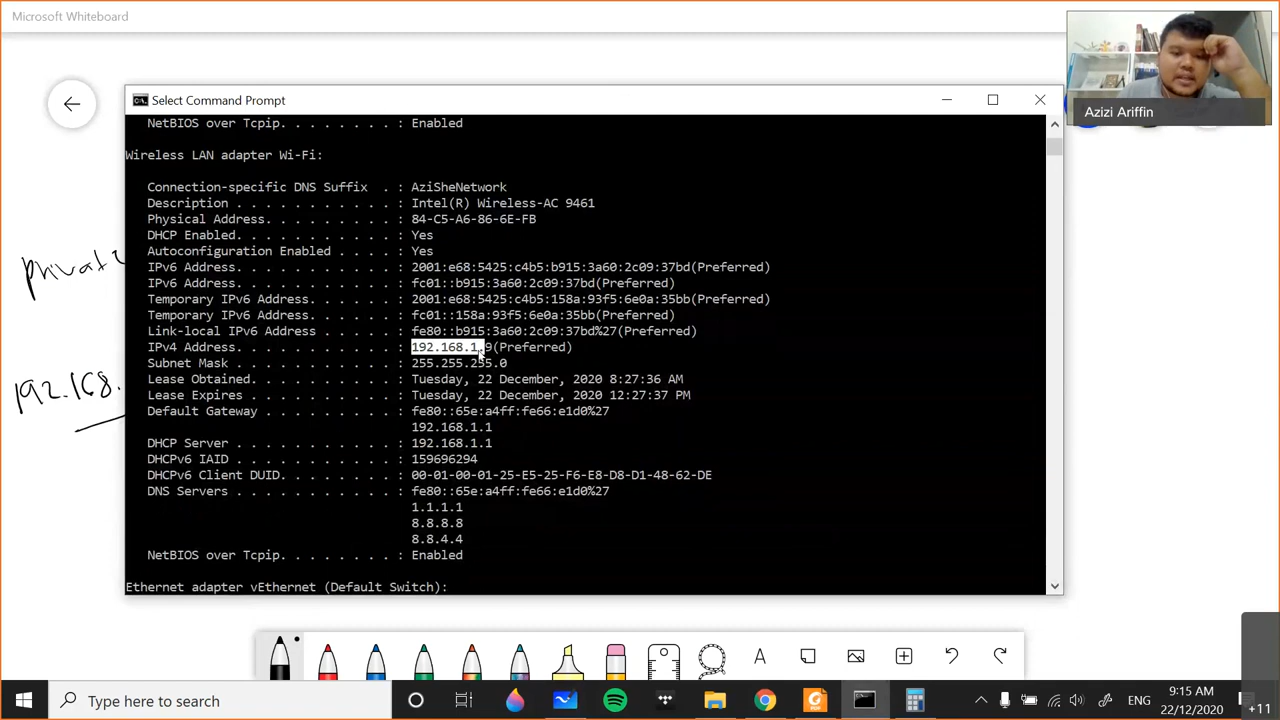 Microsoft Whiteboard
Azizi Ariffin
Select Command Prompt
NetBIOS over Tcpip. . . . . . . . : Enabled
Wireless LAN adapter Wi-Fi:
Connection-specific DNS Suffix . : AziSheNetwork
Description . . . . . . . . . . . : Intel(R) Wireless-AC 9461
Physical Address. . . . . . . . . : 84-C5-A6-86-6E-FB
DHCP Enabled. . . . . . . . . . . : Yes
Autoconfiguration Enabled . . . . : Yes
IPv6 Address. . . . . . . . . . . : 2001:e68:5425:c4b5:b915:3a60:2c09:37bd(Preferred)
IPv6 Address. . . . . . . . . . . : fc01::b915:3a60:2c09:37bd(Preferred)
Temporary IPv6 Address. . . . . . : 2001:e68:5425:c4b5:158a:93f5:6e0a:35bb(Preferred)
Temporary IPv6 Address. . . . . . : fc01::158a:93f5:6e0a:35bb(Preferred)
Link-local IPv6 Address . . . . . : fe80::b915:3a60:2c09:37bd%27(Preferred)
IPv4 Address. . . . . . . . . . . : 192.168.1.9(Preferred)
Subnet Mask . . . . . . . . . . . : 255.255.255.0
Lease Obtained. . . . . . . . . . : Tuesday, 22 December, 2020 8:27:36 AM
Lease Expires . . . . . . . . . . : Tuesday, 22 December, 2020 12:27:37 PM
Default Gateway . . . . . . . . . : fe80::65e:a4ff:fe66:e1d0%27
192.168.1.1
DHCP Server . . . . . . . . . . . : 192.168.1.1
DHCPv6 IAID . . . . . . . . . . . : 159696294
DHCPv6 Client DUID. . . . . . . . : 00-01-00-01-25-E5-25-F6-E8-D8-D1-48-62-DE
DNS Servers . . . . . . . . . . . : fe80::65e:a4ff:fe66:e1d0%27
1.1.1.1
8.8.8.8
8.8.4.4
NetBIOS over Tcpip. . . . . . . . : Enabled
Ethernet adapter vEthernet (Default Switch):
private
192.168.
A
Type here to search
ENG
9:15 AM
22/12/2020
+11